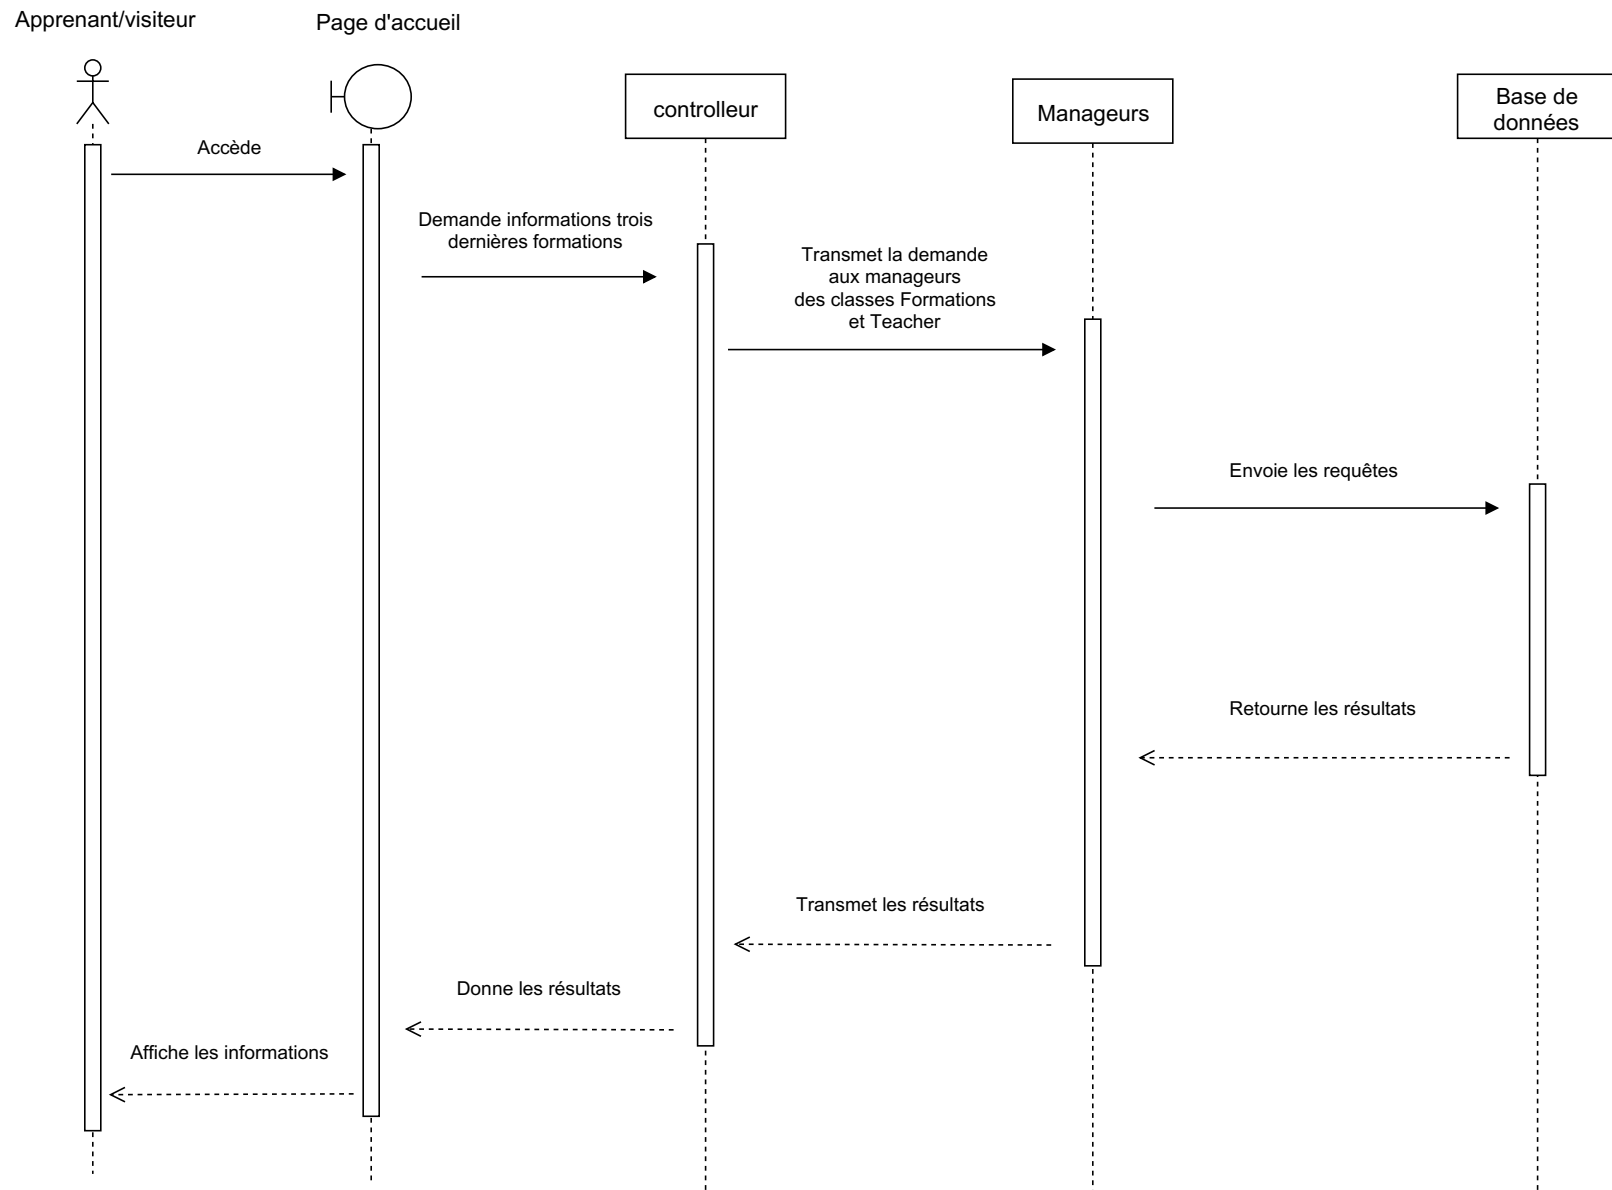 Apprenant/visiteur
Page d'accueil
controlleur
Manageurs
Base de
données
Accède
Demande informations trois
dernières formations
Transmet la demande
aux manageurs
des classes Formations
et Teacher
Envoie les requêtes
Retourne les résultats
Transmet les résultats
Donne les résultats
Affiche les informations